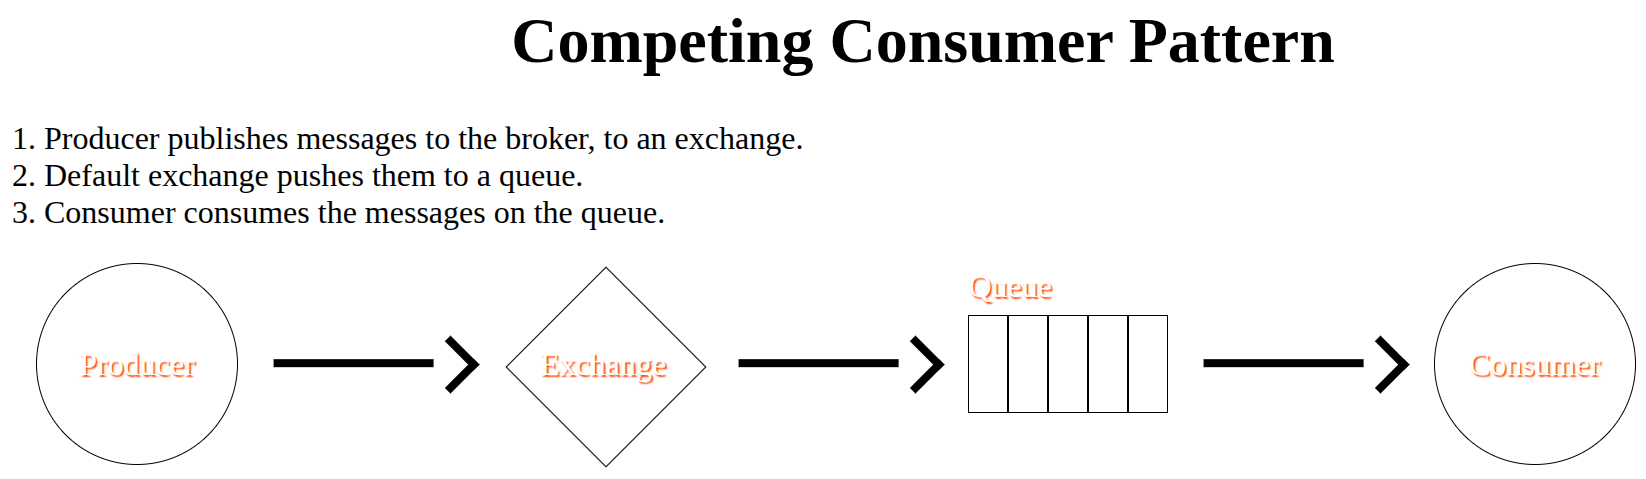 Competing Consumer Pattern
1. Producer publishes messages to the broker, to an exchange.
2. Default exchange pushes them to a queue.
3. Consumer consumes the messages on the queue.
Queue
Producer
Exchange
Consumer